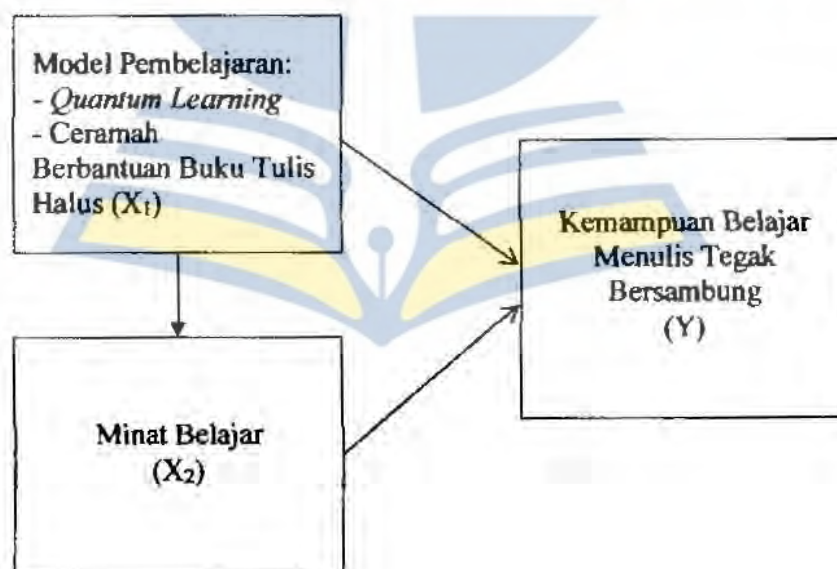 Model Pembelajaran:
- Quantum Learning
- Ceramah
Berbantuan Buku Tulis
Halus (X₁)
Kemampuan Belajar
Menulis Tegak
Bersambung
(Y)
Minat Belajar
(X₂)